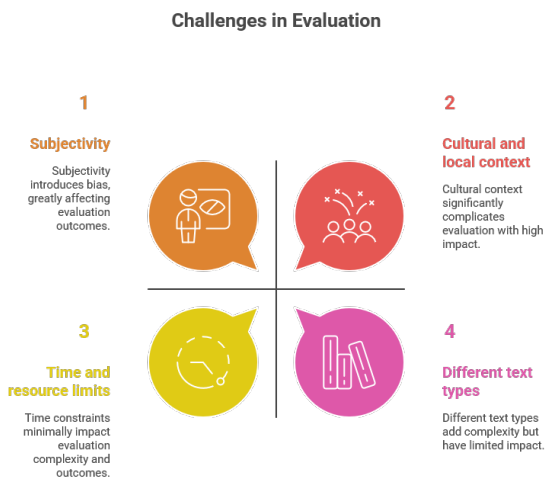 Challenges in Evaluation
1
Subjectivity
Subjectivity
introduces bias,
greatly affecting
evaluation
outcomes.
2
Cultural and
local context
Cultural context
significantly
complicates
evaluation with high
impact.
3
Time and
resource limits
Time constraints
minimally impact
evaluation
complexity and
outcomes.
4
Different text
types
Different text types
add complexity but
have limited impact.